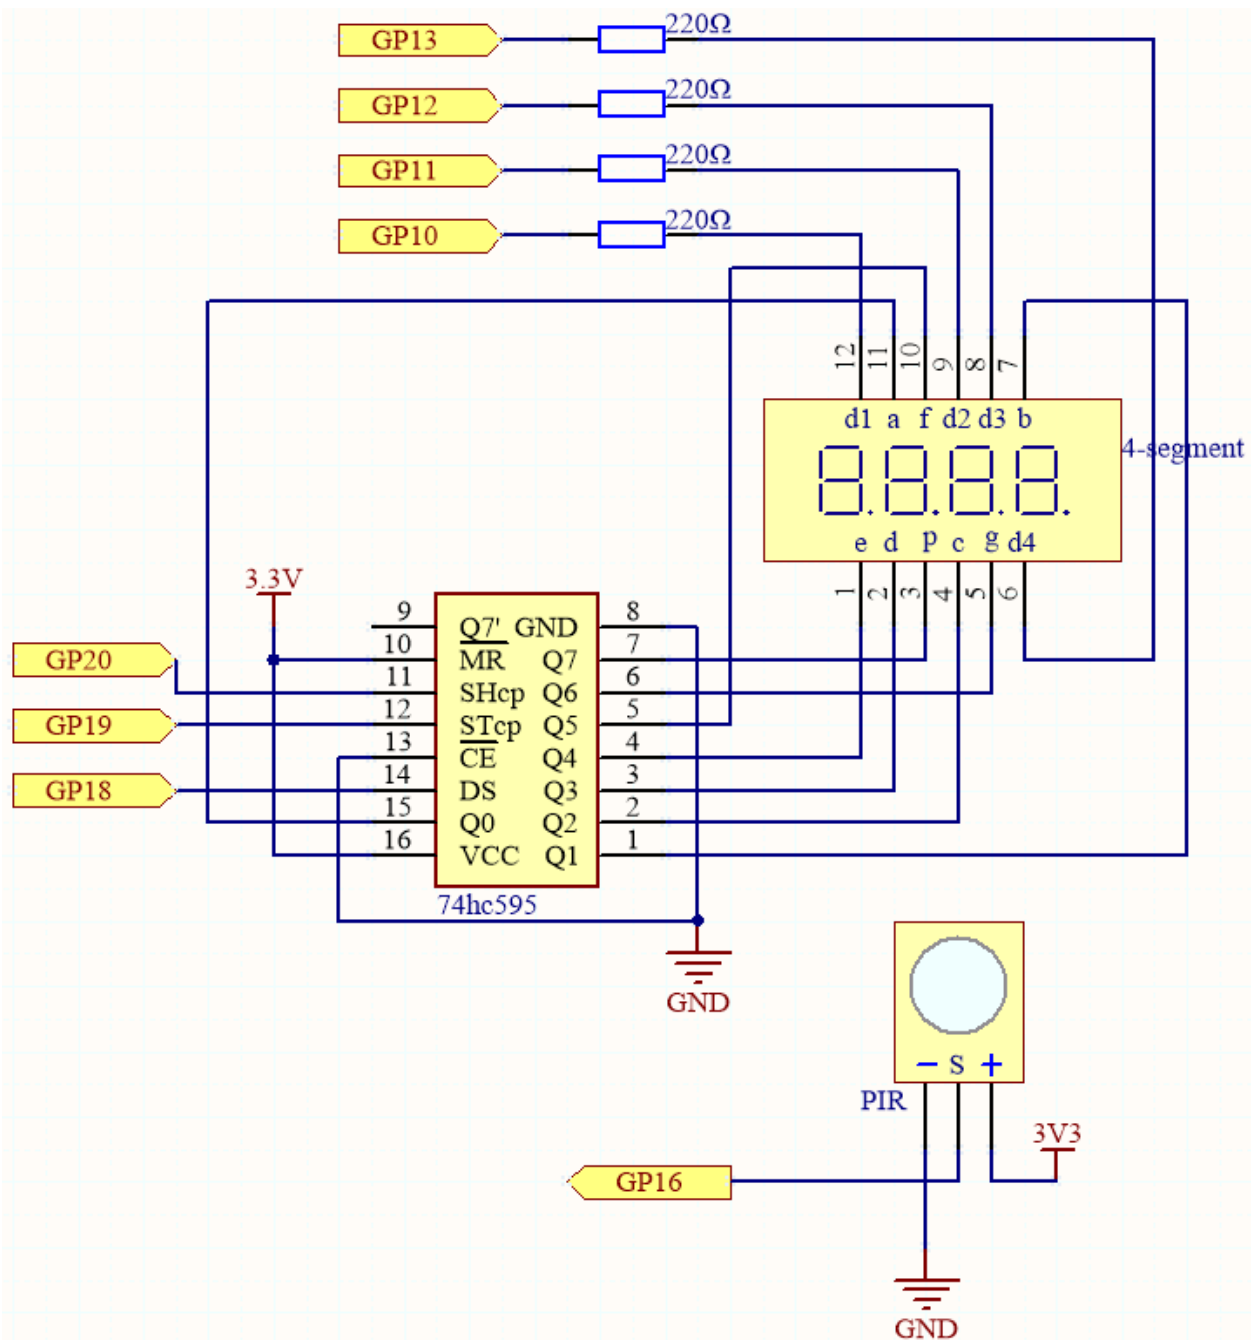 GP13
220Ω
GP12
220Ω
GP11
220Ω
GP10
220Ω
12 11 10 9 8 7
d1 a f d2 d3 b
4-segment
e d p c g d4
1 2 3 4 5 6
3.3V
GP20
GP19
GP18
9 Q7' GND 8
10 MR Q7 7
11 SHcp Q6 6
12 STcp Q5 5
13 CE Q4 4
14 DS Q3 3
15 Q0 Q2 2
16 VCC Q1 1
74hc595
GND
− S +
PIR
3V3
GP16
GND